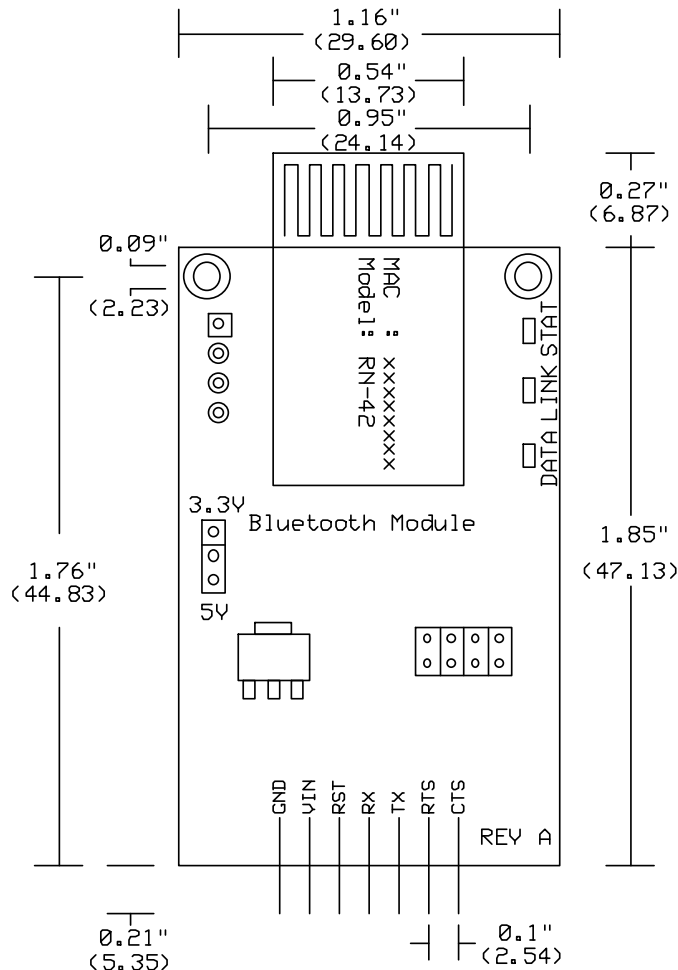 1.16"
(29.60)
0.54"
(13.73)
0.95"
(24.14)
0.27"
(6.87)
0.09"
(2.23)
MAC : xxxxxxxxx
Model: RN-42
STAT
LINK
DATA
3.3V
Bluetooth Module
5V
1.85"
(47.13)
1.76"
(44.83)
GND
VIN
RST
RX
TX
RTS
CTS
REV A
0.21"
(5.35)
0.1"
(2.54)